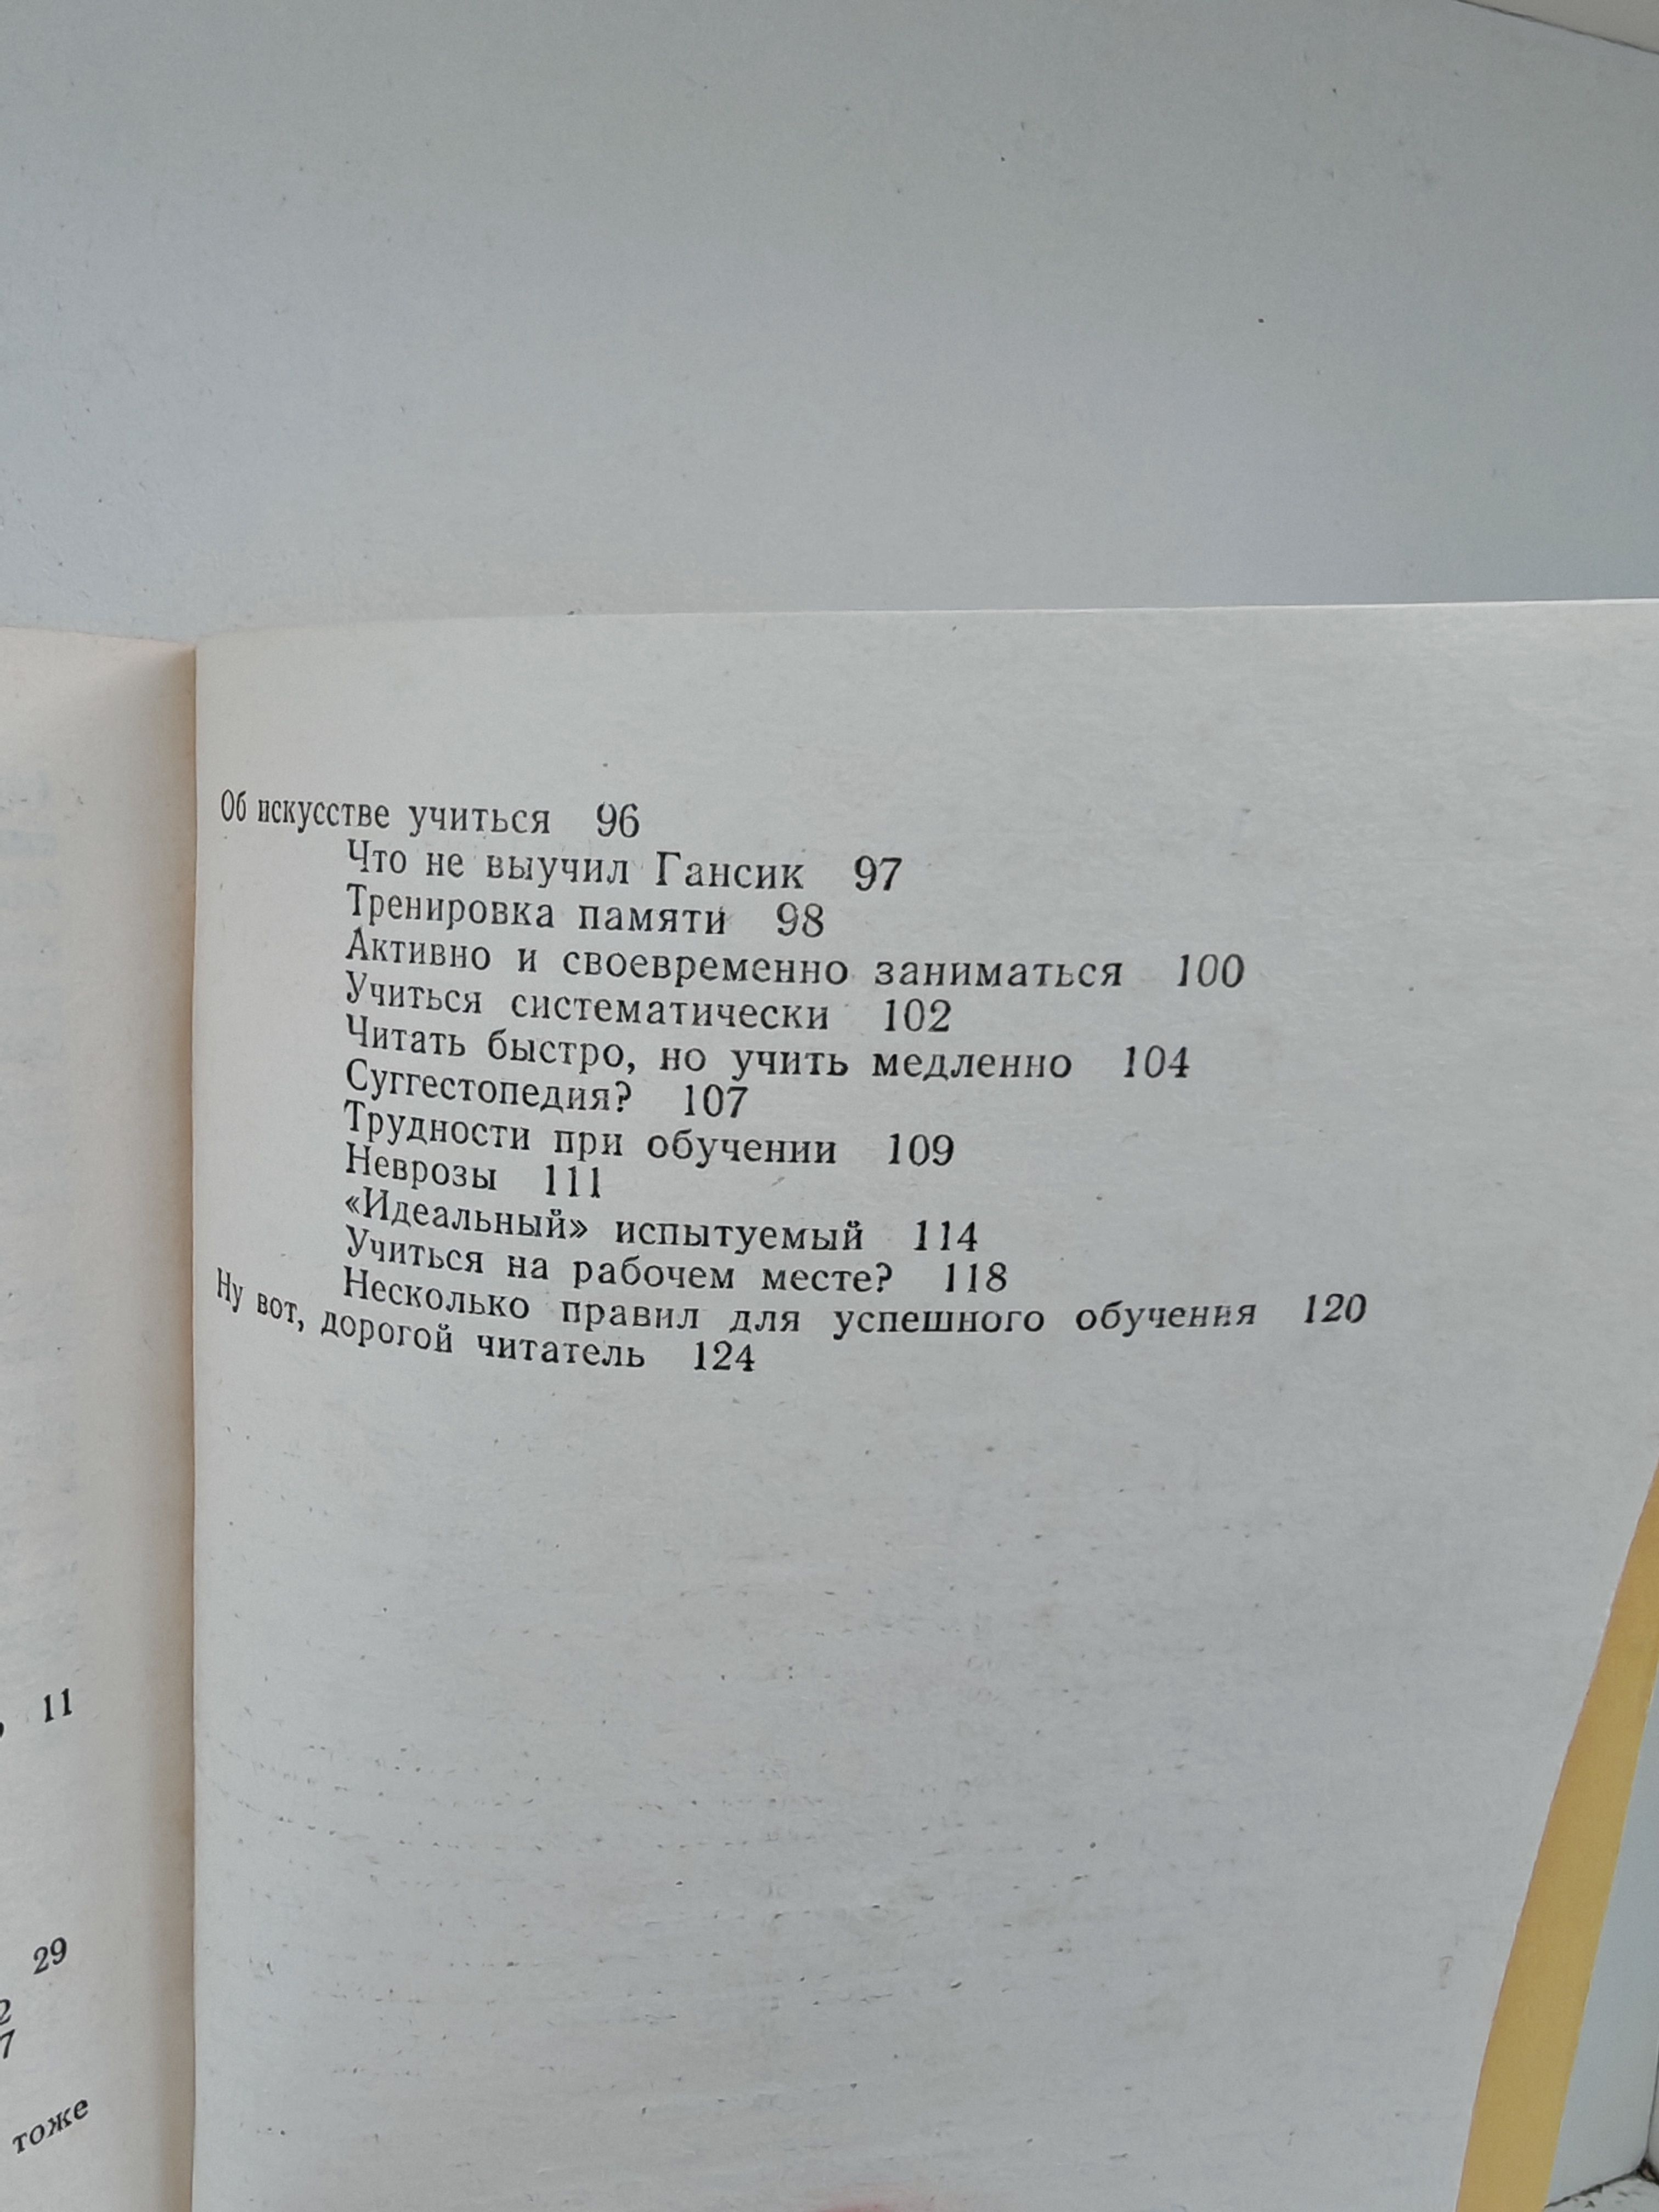 11
29
2
7
тоже
Об искусстве учиться 96
Что не выучил Гансик 97
Тренировка памяти 98
Активно и своевременно заниматься 100
Учиться систематически 102
Читать быстро, но учить медленно 104
Суггестопедия? 107
Трудности при обучении 109
Неврозы 111
«Идеальный» испытуемый 114
Учиться на рабочем месте? 118
Несколько правил для успешного обучения 120
Ну вот, дорогой читатель 124